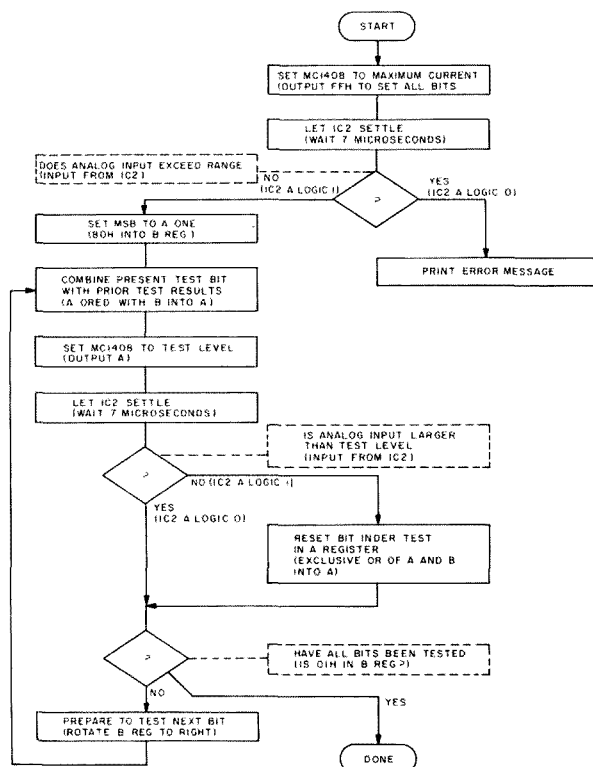 START
SET MC1408 TO MAXIMUM CURRENT
(OUTPUT FFH TO SET ALL BITS
LET IC2 SETTLE
(WAIT 7 MICROSECONDS)
DOES ANALOG INPUT EXCEED RANGE
(INPUT FROM IC2)
NO
(IC2 A LOGIC 1)
?
YES
(IC2 A LOGIC 0)
SET MSB TO A ONE
(80H INTO B REG)
PRINT ERROR MESSAGE
COMBINE PRESENT TEST BIT
WITH PRIOR TEST RESULTS
(A ORED WITH B INTO A)
SET MC1408 TO TEST LEVEL
(OUTPUT A)
LET IC2 SETTLE
(WAIT 7 MICROSECONDS)
IS ANALOG INPUT LARGER
THAN TEST LEVEL
(INPUT FROM IC2)
?
NO (IC2 A LOGIC 1)
YES
(IC2 A LOGIC 0)
RESET BIT INDER TEST
IN A REGISTER
(EXCLUSIVE OR OF A AND B
INTO A)
?
HAVE ALL BITS BEEN TESTED
(IS 01H IN B REG?)
NO
YES
PREPARE TO TEST NEXT BIT
(ROTATE B REG TO RIGHT)
DONE